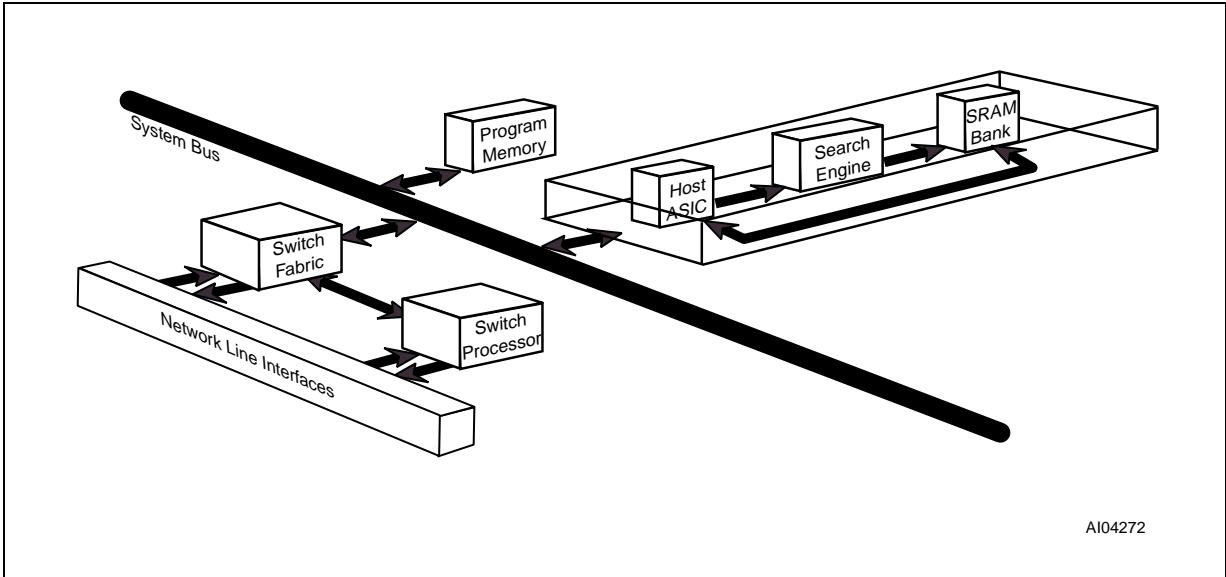 System Bus
Program
Memory
SRAM
Bank
Search
Engine
Host
ASIC
Switch
Fabric
Switch
Processor
Network Line Interfaces
AI04272